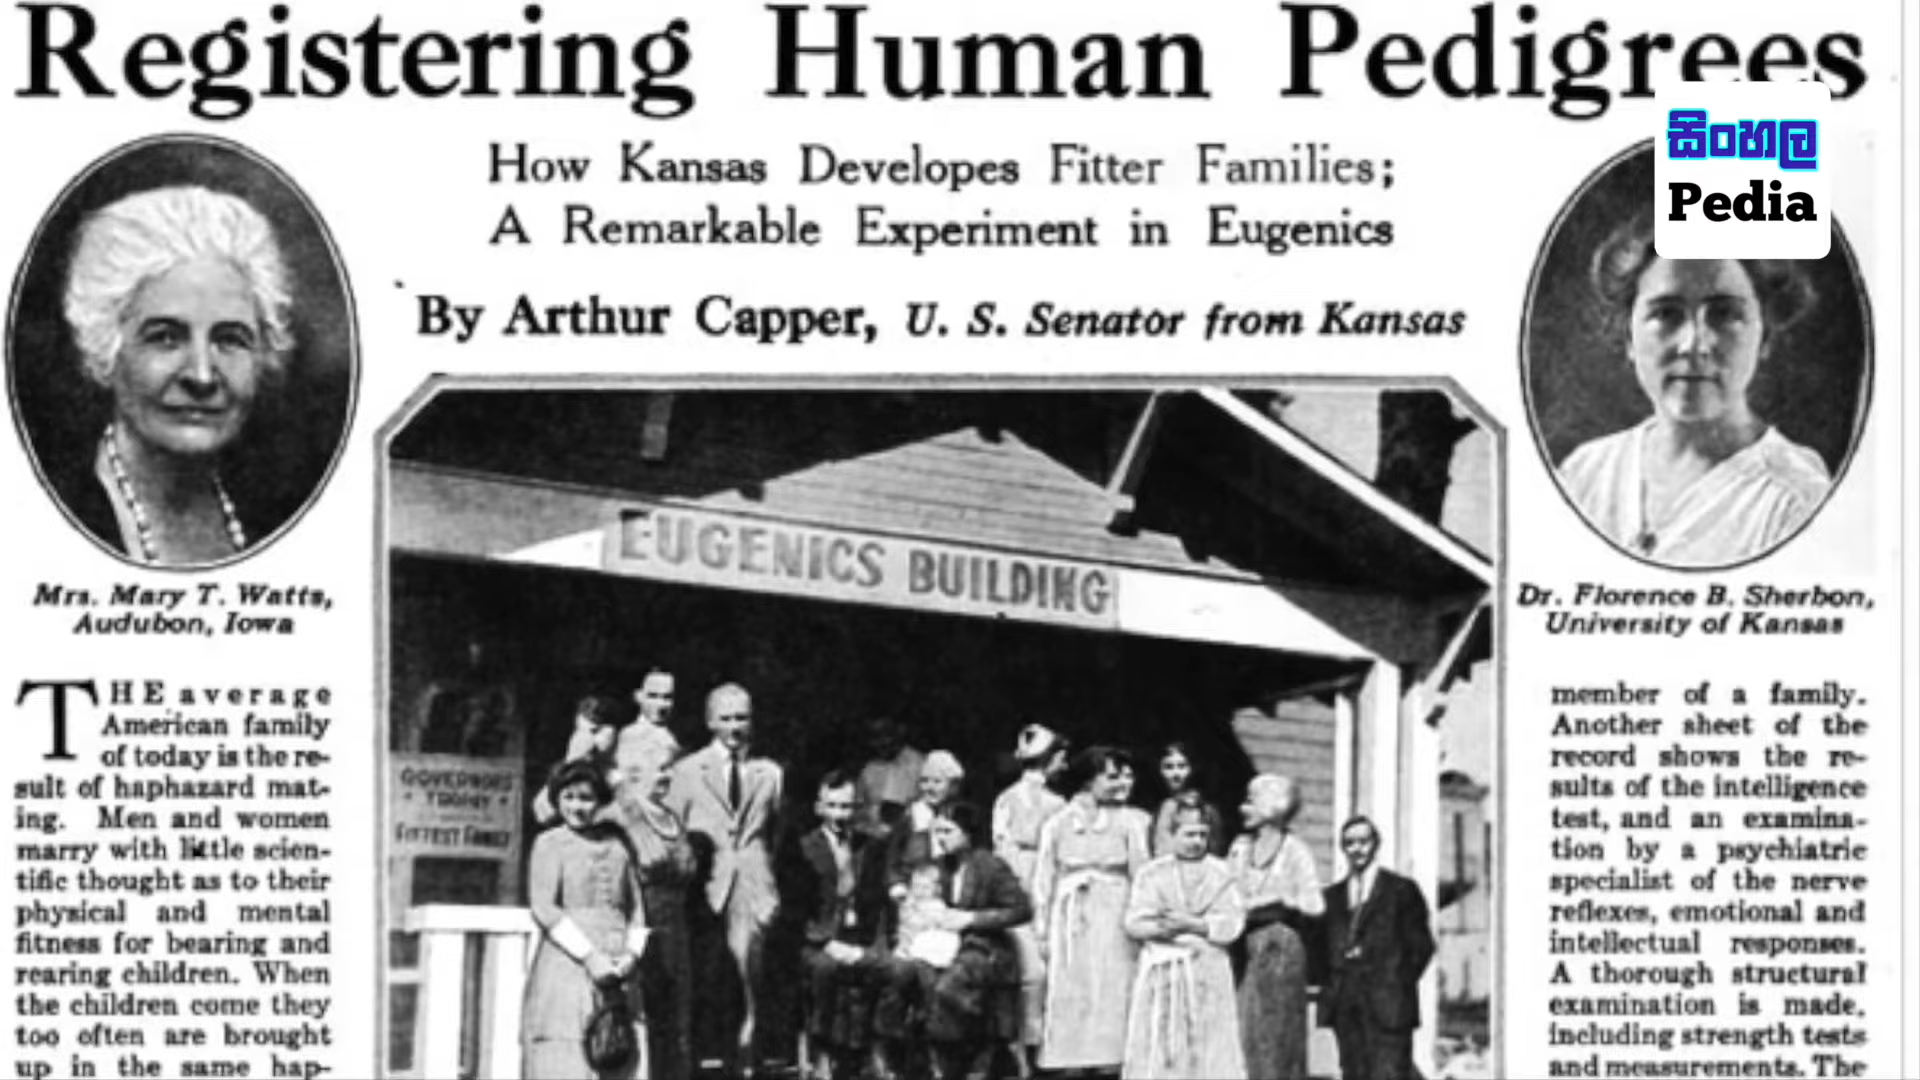 Registering Human Pedigrees
සිංහල
Pedia
How Kansas Developes Fitter Families;
A Remarkable Experiment in Eugenics
By Arthur Capper, U. S. Senator from Kansas
Mrs. Mary T. Watts,
Audubon, Iowa
Dr. Florence B. Sherbon,
University of Kansas
EUGENICS BUILDING
GOVERNORS
TROPHY
FITTEST FAMILY
THE average
American family
of today is the re-
sult of haphazard mat-
ing. Men and women
marry with little scien-
tific thought as to their
physical and mental
fitness for bearing and
rearing children. When
the children come they
too often are brought
up in the same hap-
member of a family.
Another sheet of the
record shows the re-
sults of the intelligence
test, and an examina-
tion by a psychiatric
specialist of the nerve
reflexes, emotional and
intellectual responses.
A thorough structural
examination is made,
including strength tests
and measurements. The